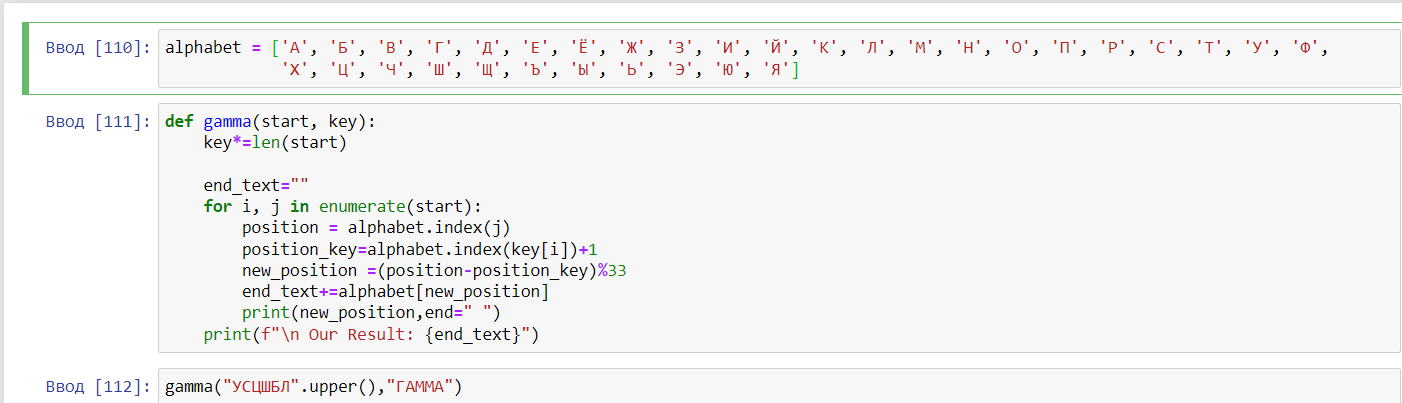 Ввод [110]: alphabet = ['А', 'Б', 'В', 'Г', 'Д', 'Е', 'Ё', 'Ж', 'З', 'И', 'Й', 'К', 'Л', 'М', 'Н', 'О', 'П', 'Р', 'С', 'Т', 'У', 'Ф',
'Х', 'Ц', 'Ч', 'Ш', 'Щ', 'Ъ', 'Ы', 'Ь', 'Э', 'Ю', 'Я']
Ввод [111]: def gamma(start, key):
    key*=len(start)

    end_text=""
    for i, j in enumerate(start):
        position = alphabet.index(j)
        position_key=alphabet.index(key[i])+1
        new_position =(position-position_key)%33
        end_text+=alphabet[new_position]
        print(new_position,end=" ")
    print(f"\n Our Result: {end_text}")
Ввод [112]: gamma("УСЦШБЛ".upper(),"ГАММА")